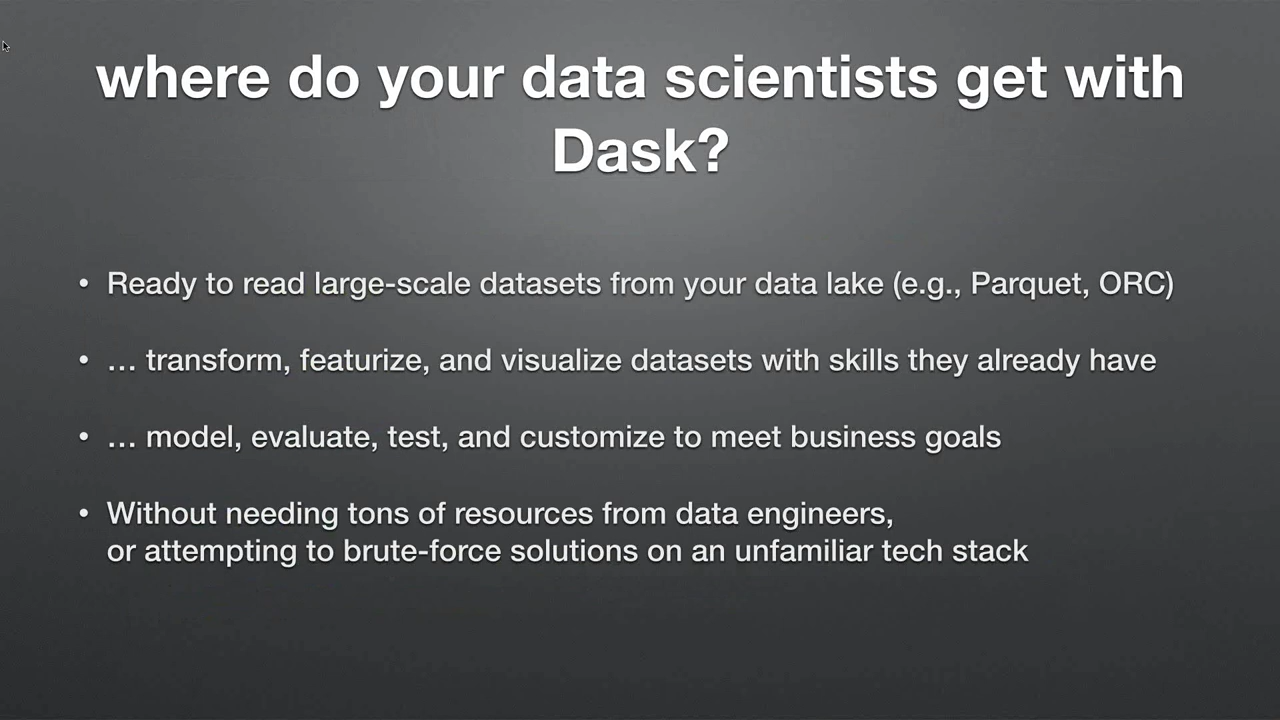 where do your data scientists get with
Dask?
• Ready to read large-scale datasets from your data lake (e.g., Parquet, ORC)
• … transform, featurize, and visualize datasets with skills they already have
• … model, evaluate, test, and customize to meet business goals
• Without needing tons of resources from data engineers,
or attempting to brute-force solutions on an unfamiliar tech stack